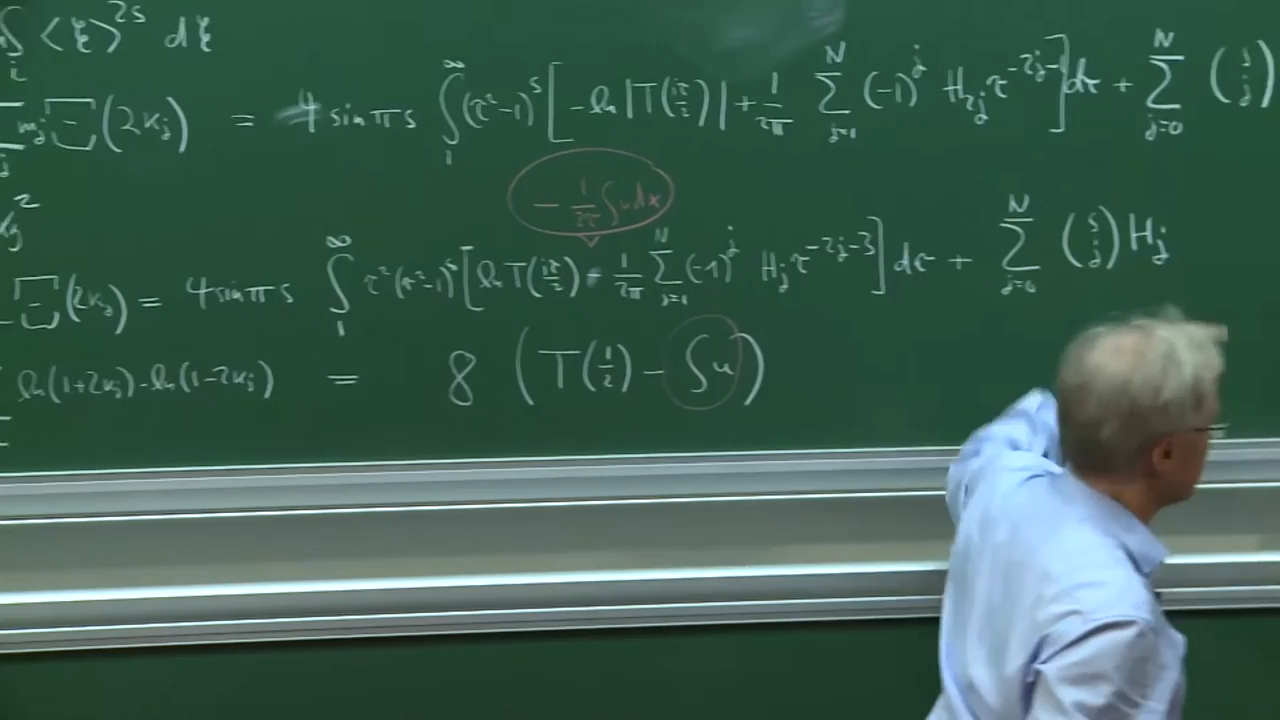 ∫ <ξ>^{2s} dξ
m_j Ξ(2κ_j) = 4 sin πs ∫_1^∞ (τ²-1)^s [ -ln |T(iτ/2)| + 1/2π Σ_{j=1}^N (-1)^j H_{2j} τ^{-2j-1} ] dτ + Σ_{j=0}^N (s j)
- 1/2τ ∫u dx
Ξ(2κ_j) = 4 sin πs ∫_1^∞ τ²(τ²-1)^s [ ln T(iτ/2) + 1/2π Σ_{j=1}^N (-1)^j H_j τ^{-2j-3} ] dτ + Σ_{j=0}^N (s j) H_j
ln(1+2κ_j) - ln(1-2κ_j) = 8 ( T(1/2) - ∫u )